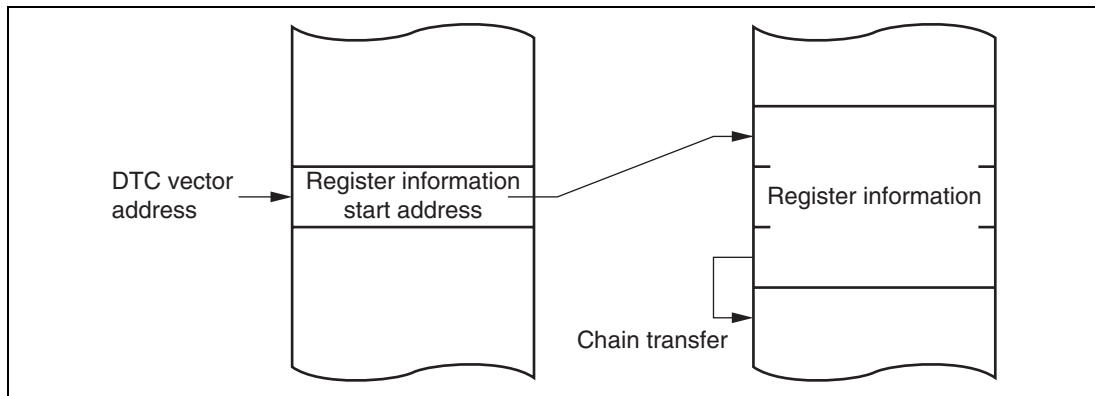 DTC vector
address
Register information
start address
Register information
Chain transfer